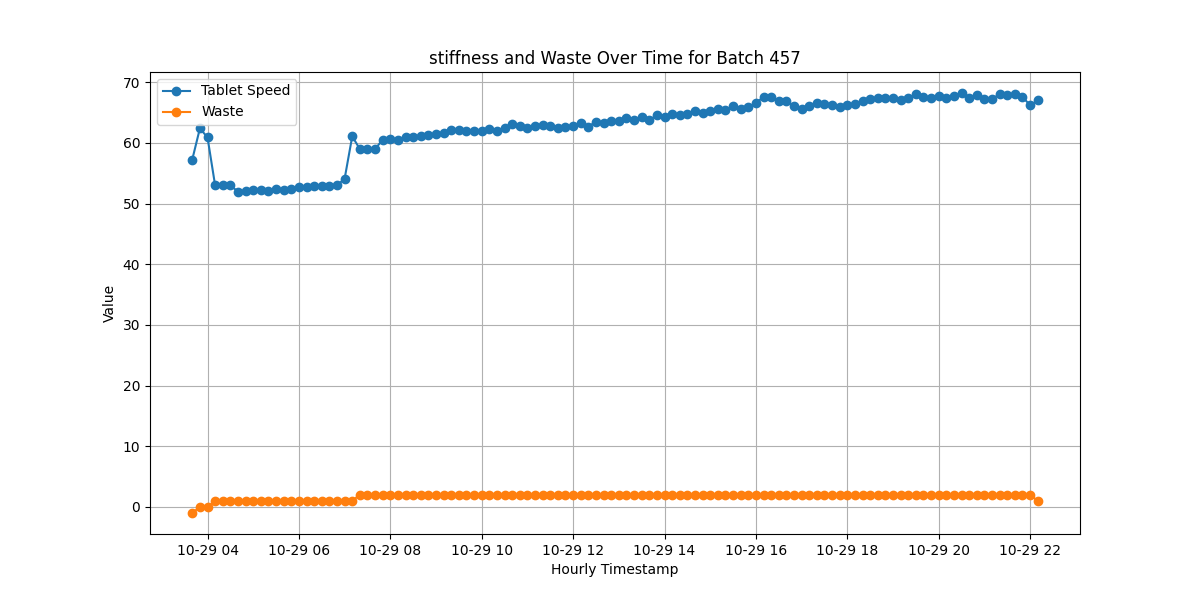 stiffness and Waste Over Time for Batch 457
Tablet Speed
Waste
70
60
50
40
30
20
10
0
Value
10-29 04 10-29 06 10-29 08 10-29 10 10-29 12 10-29 14 10-29 16 10-29 18 10-29 20 10-29 22
Hourly Timestamp